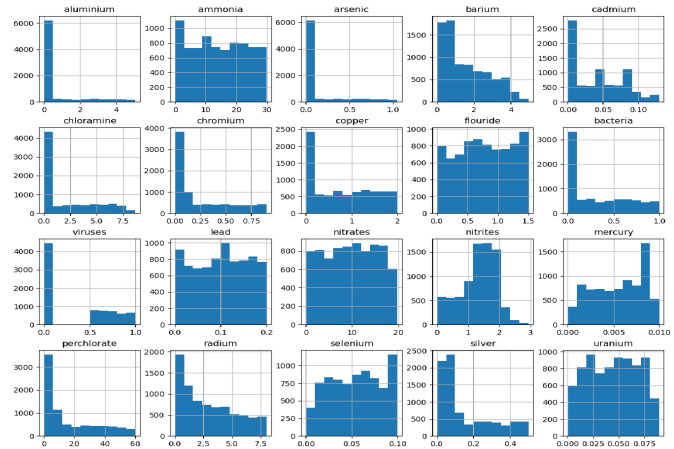 aluminium ammonia arsenic barium cadmium
6000 4000 2000 0
0 2 4
1000 800 600 400 200 0
0 10 20 30
6000 4000 2000 0
0.0 0.5 1.0
1500 1000 500 0
0 2 4
2500 2000 1500 1000 500 0
0.00 0.05 0.10
chloramine chromium copper flouride bacteria
4000 3000 2000 1000 0
0.0 2.5 5.0 7.5
4000 3000 2000 1000 0
0.00 0.25 0.50 0.75
2500 2000 1500 1000 500 0
0 1 2
1000 800 600 400 200 0
0.0 0.5 1.0 1.5
3000 2000 1000 0
0.0 0.5 1.0
viruses lead nitrates nitrites mercury
4000 3000 2000 1000 0
0.0 0.5 1.0
1000 800 600 400 200 0
0.0 0.1 0.2
800 600 400 200 0
0 10 20
1500 1000 500 0
0 1 2 3
1500 1000 500 0
0.000 0.005 0.010
perchlorate radium selenium silver uranium
3000 2000 1000 0
0 20 40 60
2000 1500 1000 500 0
0.0 2.5 5.0 7.5
1000 750 500 250 0
0.00 0.05 0.10
2500 2000 1500 1000 500 0
0.0 0.2 0.4
1000 800 600 400 200 0
0.000 0.025 0.050 0.075